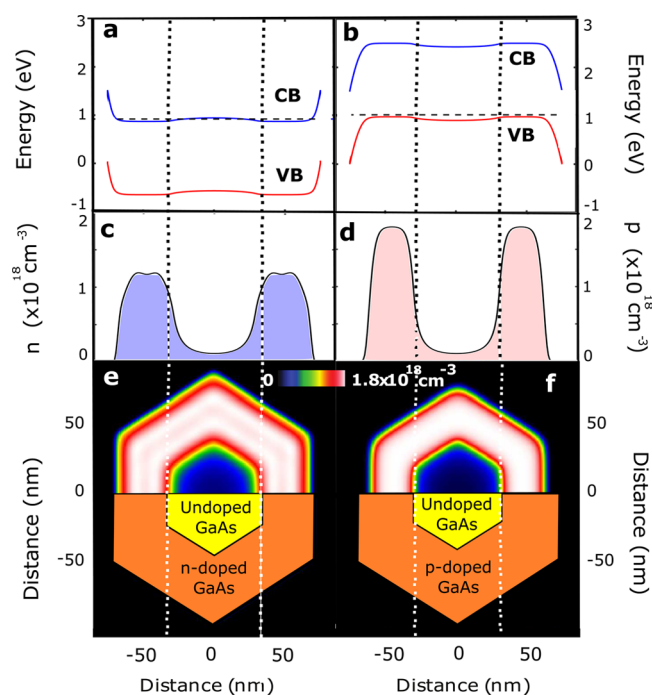 a
b
3
2
1
0
-1
Energy (eV)
CB
VB
CB
VB
3
2
1
0
-1
Energy (eV)
c
d
2
1
0
n (x10^18 cm^-3)
2
1
0
p (x10^18 cm^-3)
e
0 1.8x10^18 cm^-3
f
50
0
-50
Distance (nm)
Undoped
GaAs
n-doped
GaAs
Undoped
GaAs
p-doped
GaAs
50
0
-50
Distance (nm)
-50 0 50
Distance (nm)
-50 0 50
Distance (nm)